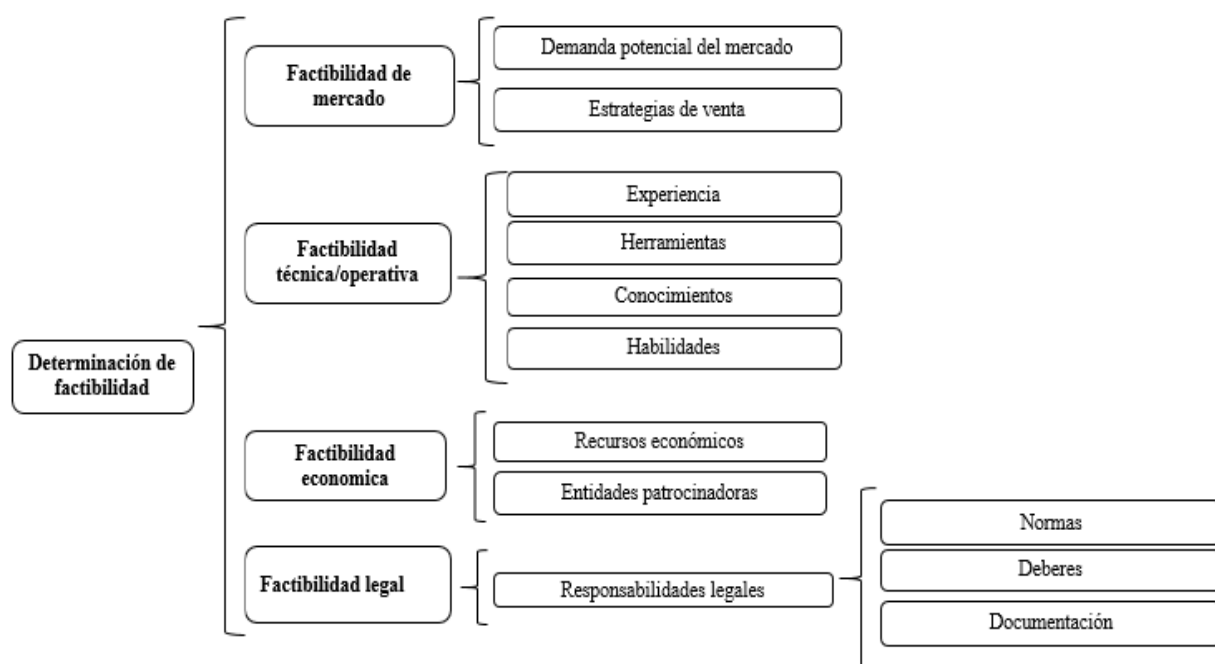 Determinación de
factibilidad
Factibilidad de
mercado
Demanda potencial del mercado
Estrategias de venta
Factibilidad
técnica/operativa
Experiencia
Herramientas
Conocimientos
Habilidades
Factibilidad
economica
Recursos económicos
Entidades patrocinadoras
Factibilidad legal
Responsabilidades legales
Normas
Deberes
Documentación